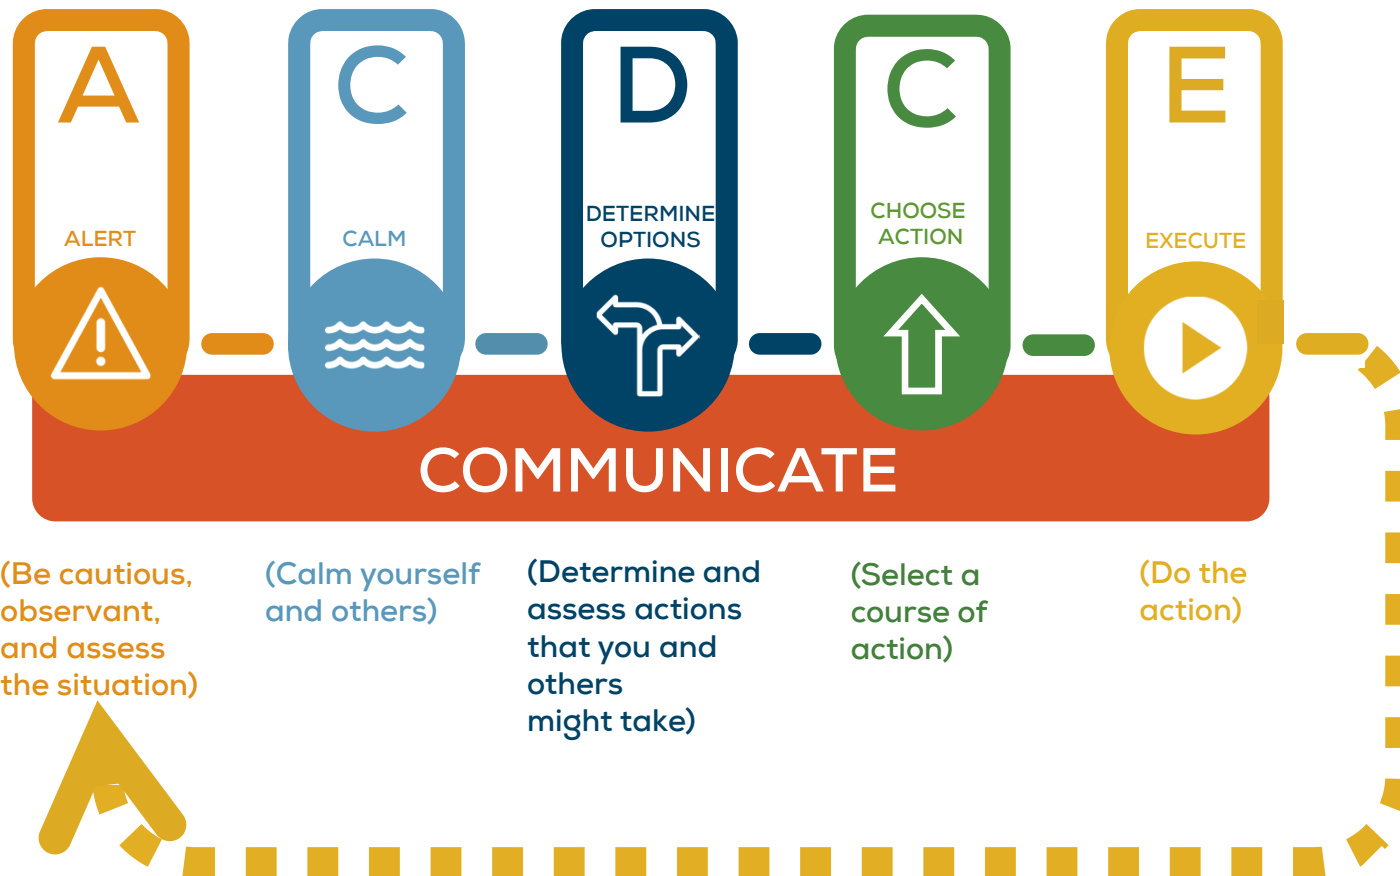 A
ALERT
C
CALM
D
DETERMINE
OPTIONS
C
CHOOSE
ACTION
E
EXECUTE
COMMUNICATE
(Be cautious,
observant,
and assess
the situation)
(Calm yourself
and others)
(Determine and
assess actions
that you and
others
might take)
(Select a
course of
action)
(Do the
action)